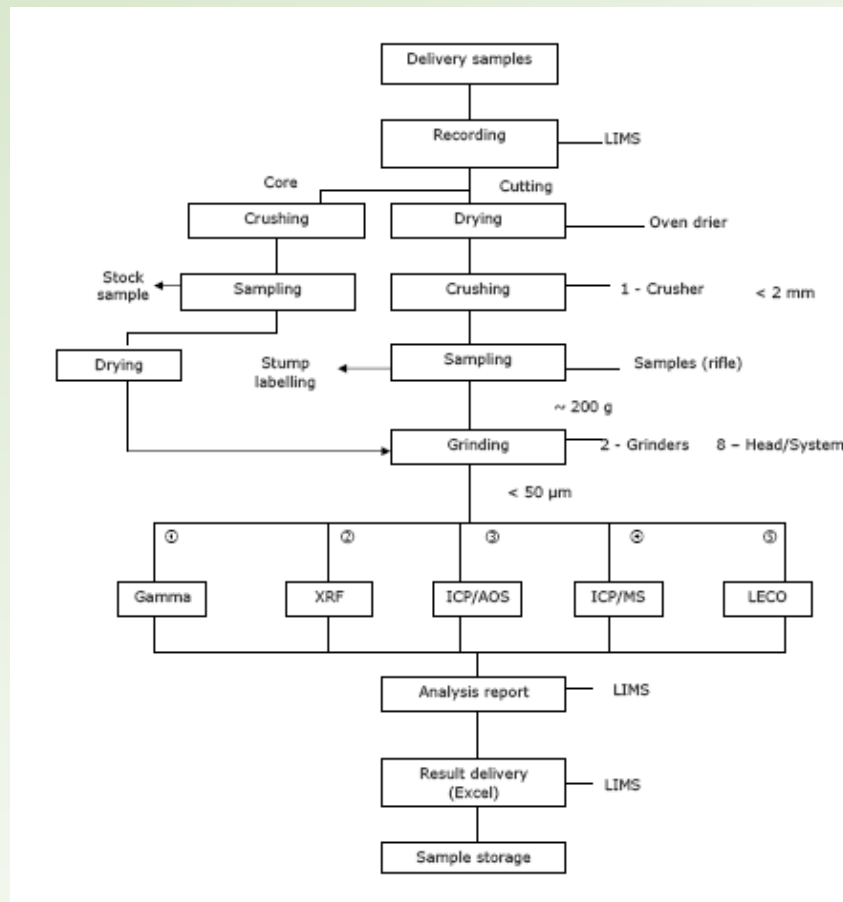 Delivery samples
Recording
LIMS
Core
Cutting
Crushing
Drying
Oven drier
Stock
sample
Sampling
Crushing
1 - Crusher
< 2 mm
Drying
Stump
labelling
Sampling
Samples (rifle)
~ 200 g
Grinding
2 - Grinders
8 – Head/System
< 50 µm
①
②
③
④
⑤
Gamma
XRF
ICP/AOS
ICP/MS
LECO
Analysis report
LIMS
Result delivery
(Excel)
LIMS
Sample storage